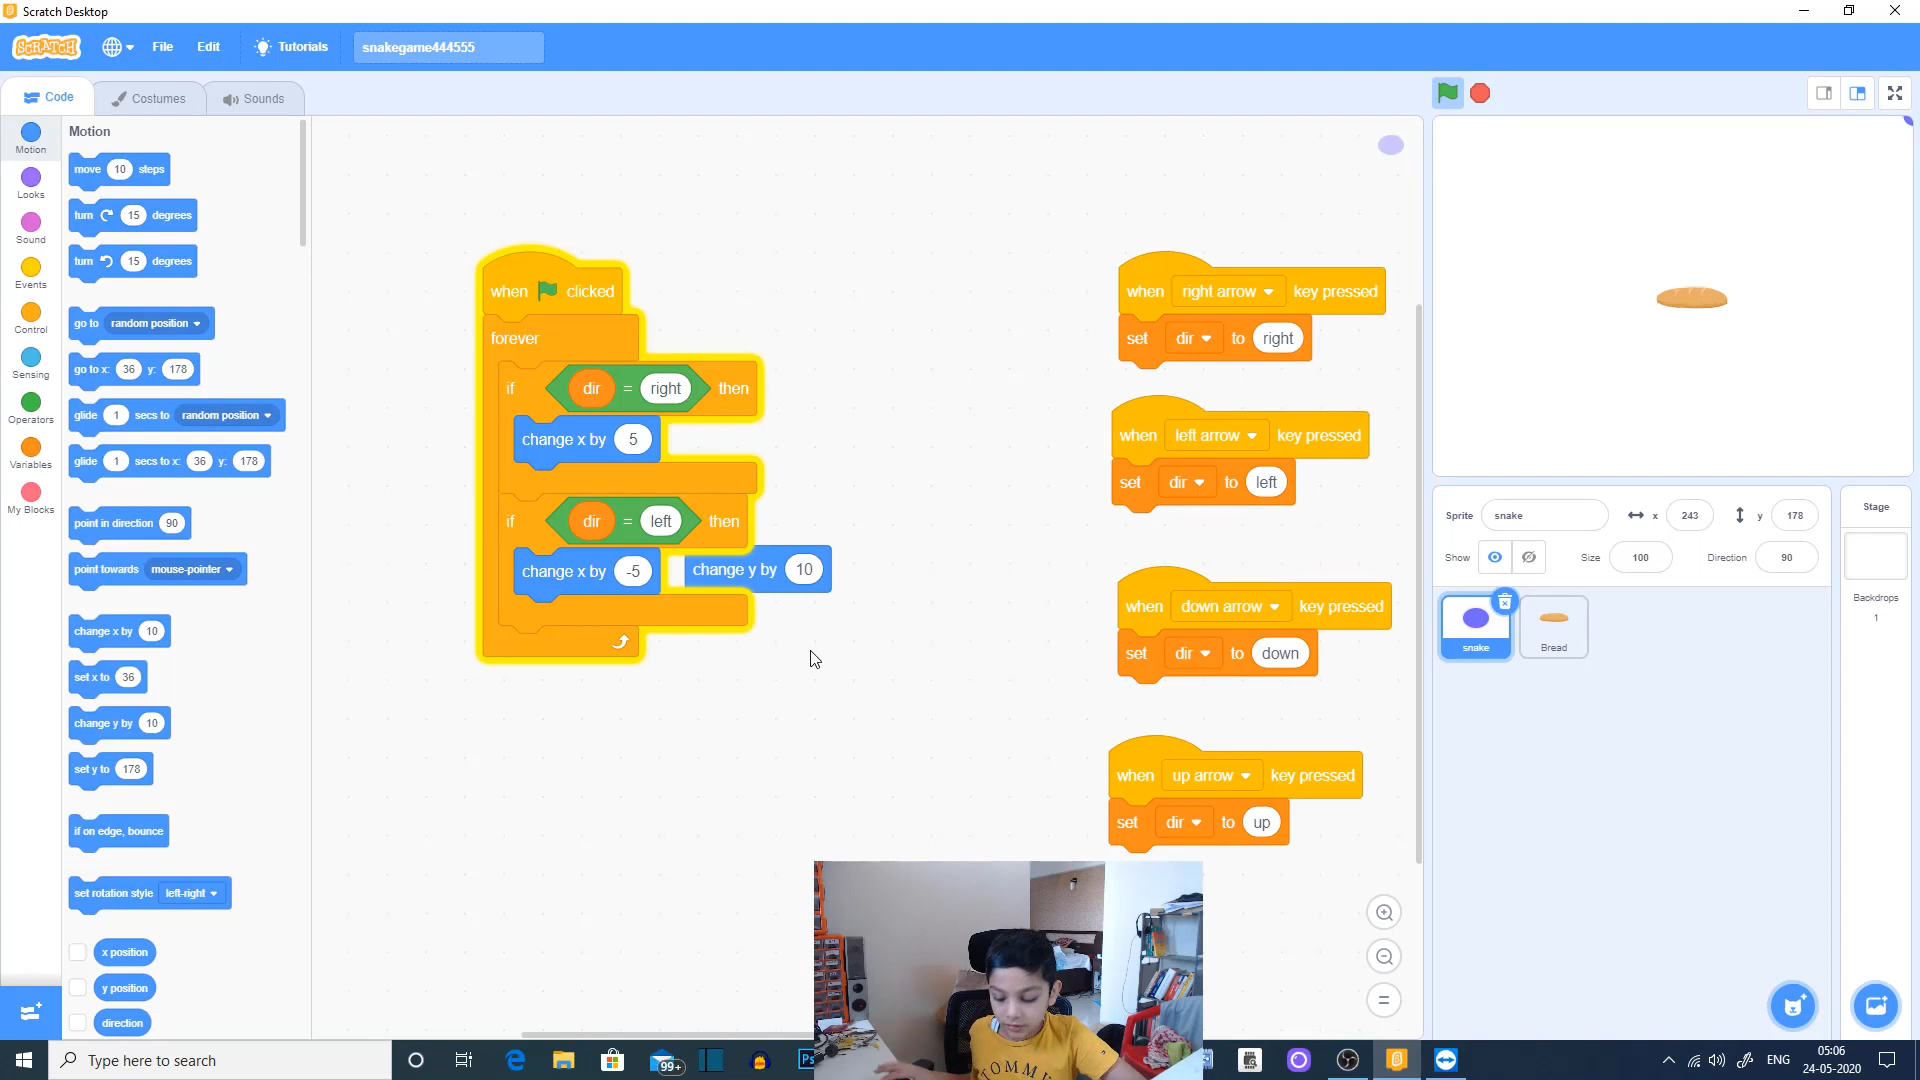 Scratch Desktop
SCRATCH File Edit Tutorials snakegame444555
Code Costumes Sounds
Motion
Looks
Sound
Events
Control
Sensing
Operators
Variables
My Blocks
Motion
move 10 steps
turn 15 degrees
turn 15 degrees
go to random position
go to x: 36 y: 178
glide 1 secs to random position
glide 1 secs to x: 36 y: 178
point in direction 90
point towards mouse-pointer
change x by 10
set x to 36
change y by 10
set y to 178
if on edge, bounce
set rotation style left-right
x position
y position
direction
when clicked
forever
if dir = right then
change x by 5
if dir = left then
change x by -5
change y by 10
when right arrow key pressed
set dir to right
when left arrow key pressed
set dir to left
when down arrow key pressed
set dir to down
when up arrow key pressed
set dir to up
Sprite snake x 243 y 178
Show Size 100 Direction 90
snake
Bread
Stage
Backdrops
1
TOMMY
Type here to search
99+
Ps
ENG
05:06
24-05-2020